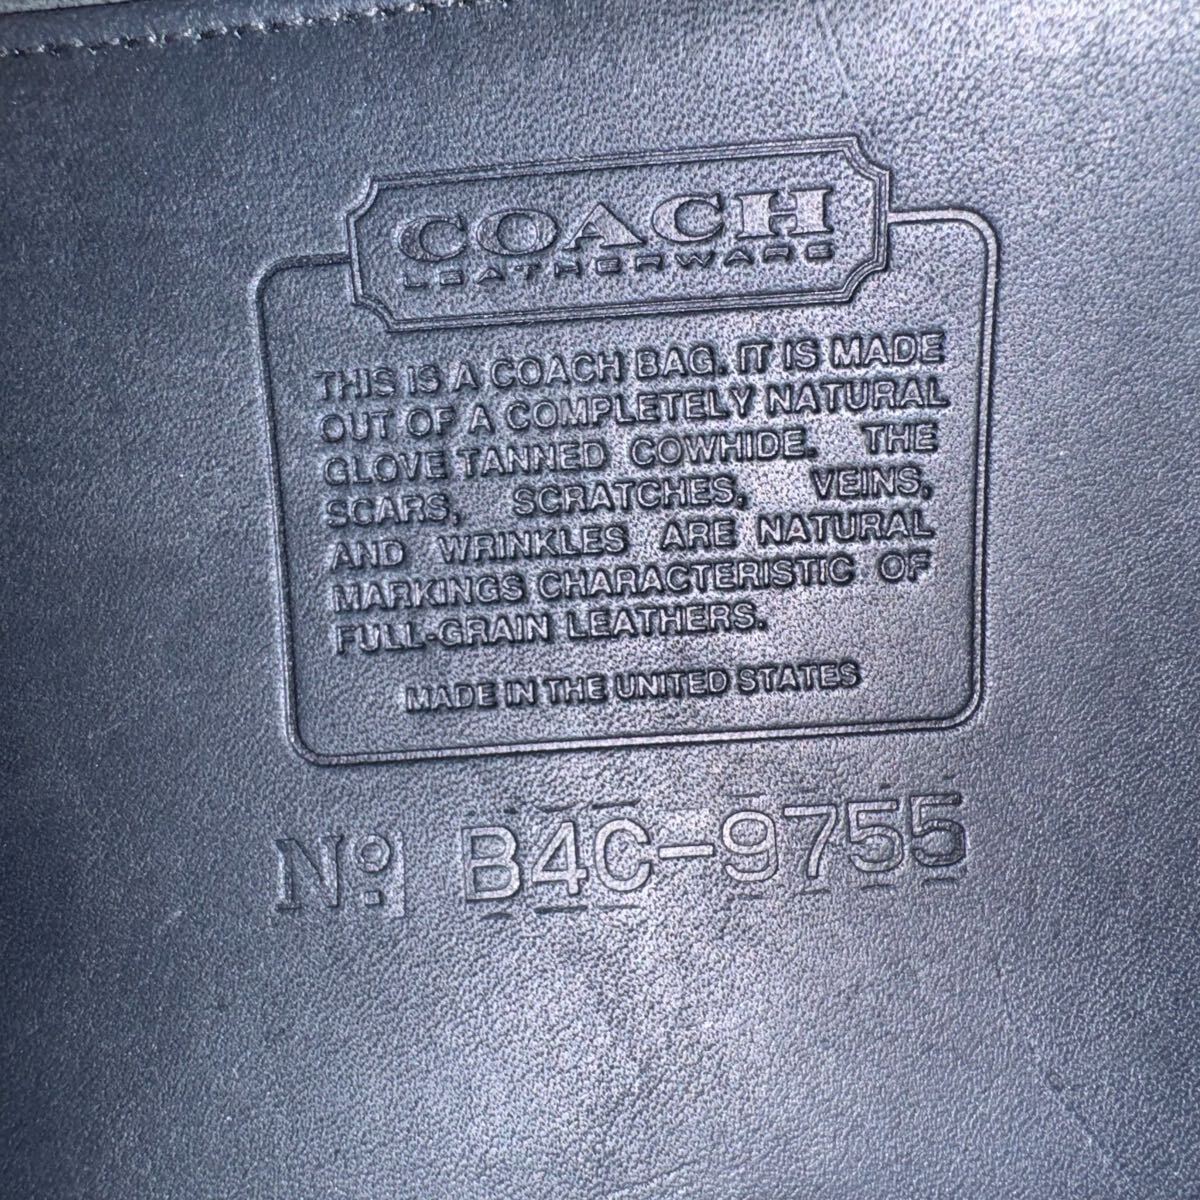 COACH
LEATHERWARE
THIS IS A COACH BAG. IT IS MADE
OUT OF A COMPLETELY NATURAL
GLOVE TANNED COWHIDE. THE
SCARS, SCRATCHES, VEINS,
AND WRINKLES ARE NATURAL
MARKINGS CHARACTERISTIC OF
FULL-GRAIN LEATHERS.
MADE IN THE UNITED STATES
No B4C-9755